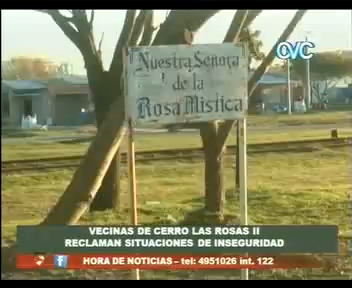 CVC
Nuestra Señora
de la
Rosa Mistica
VECINAS DE CERRO LAS ROSAS II
RECLAMAN SITUACIONES DE INSEGURIDAD
HORA DE NOTICIAS - tel: 4951026 int. 122